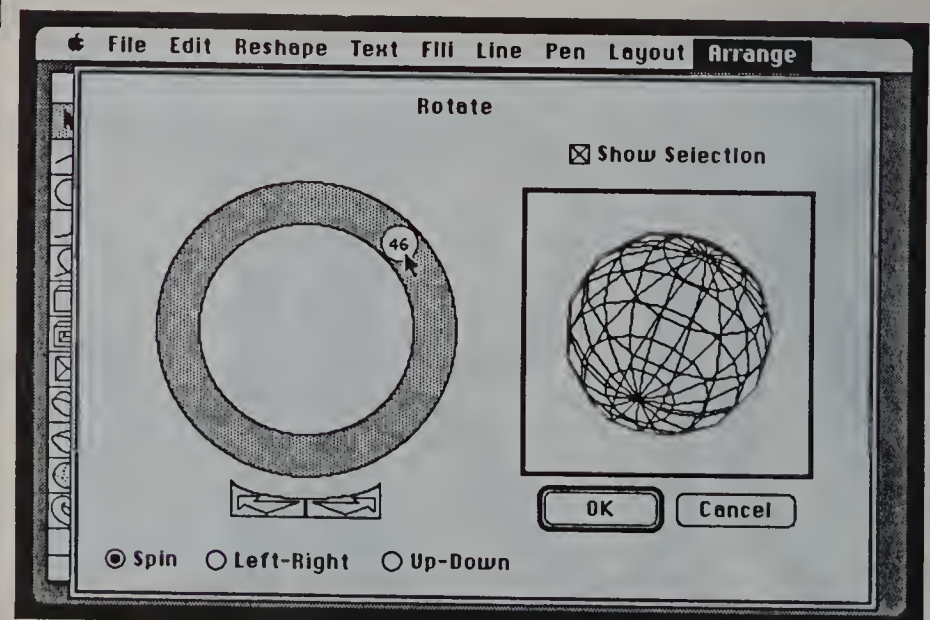 File Edit Reshape Text Fill Line Pen Layout Arrange
Rotate
Show Selection
46
OK Cancel
Spin Left-Right Up-Down